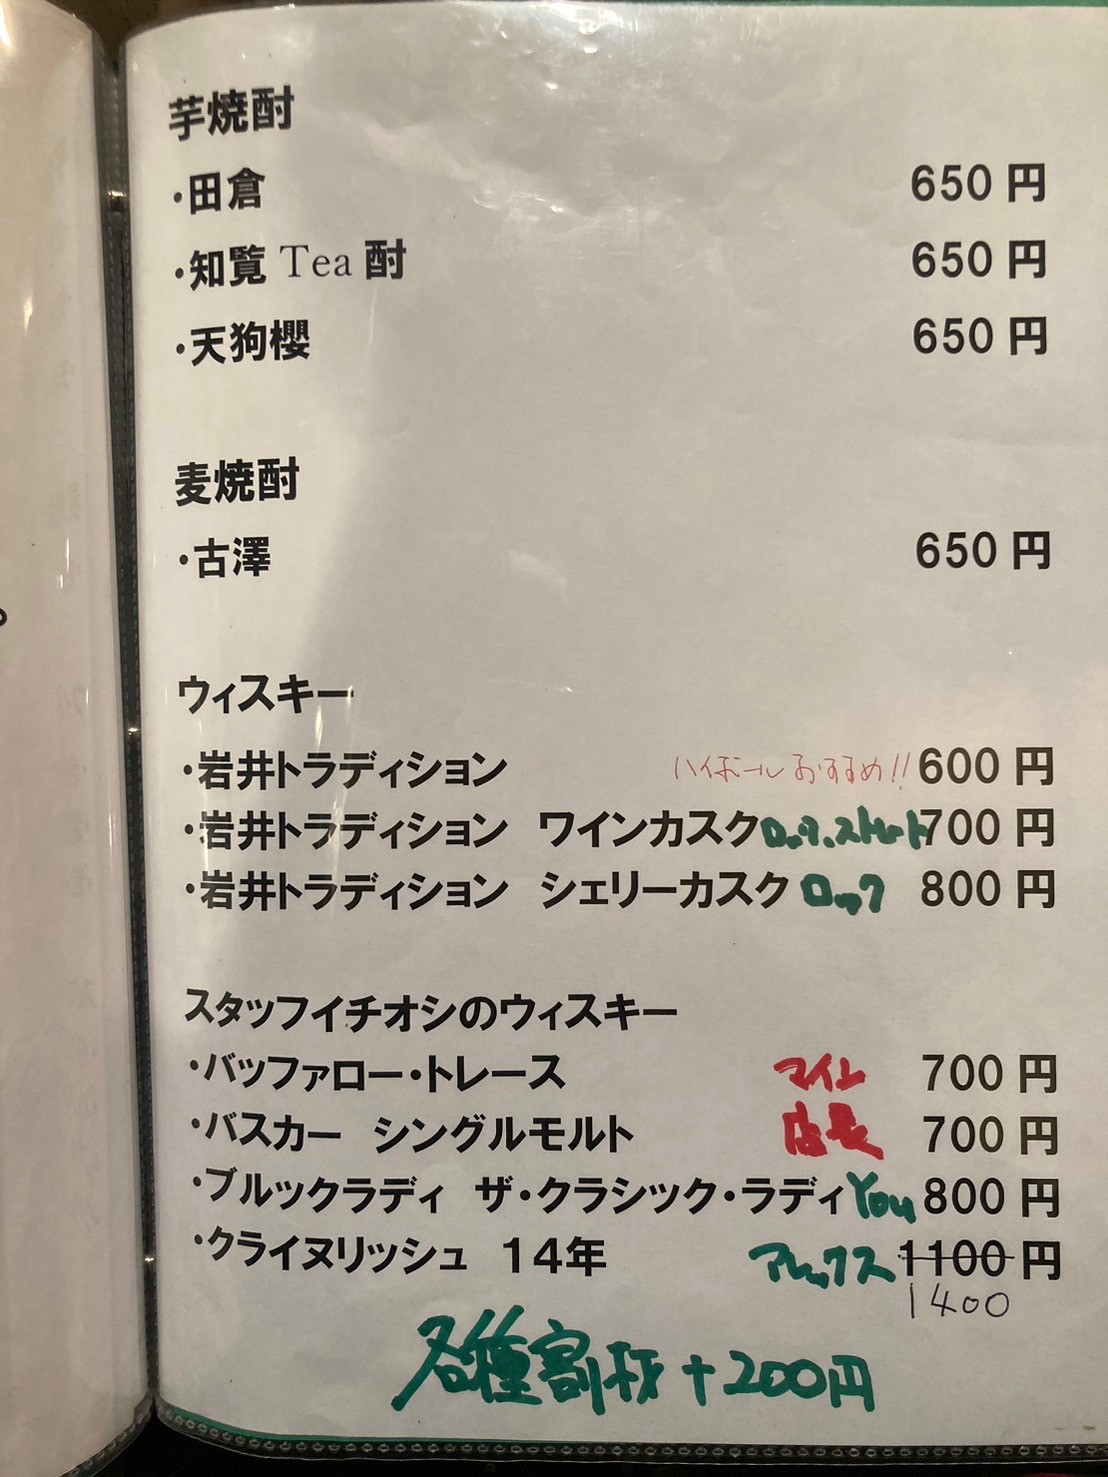 芋焼酎
・田倉 650円
・知覧Tea酎 650円
・天狗櫻 650円
麦焼酎
・古澤 650円
ウィスキー
・岩井トラディション ハイボールおすすめ!! 600円
・岩井トラディション ワインカスク ロック、ストレート 700円
・岩井トラディション シェリーカスク ロック 800円
スタッフイチオシのウィスキー
・バッファロー・トレース マイン 700円
・バスカー シングルモルト 店長 700円
・ブルックラディ ザ・クラシック・ラディ You 800円
・クライヌリッシュ 14年 アレックス 1100円
1400
各種割材 +200円